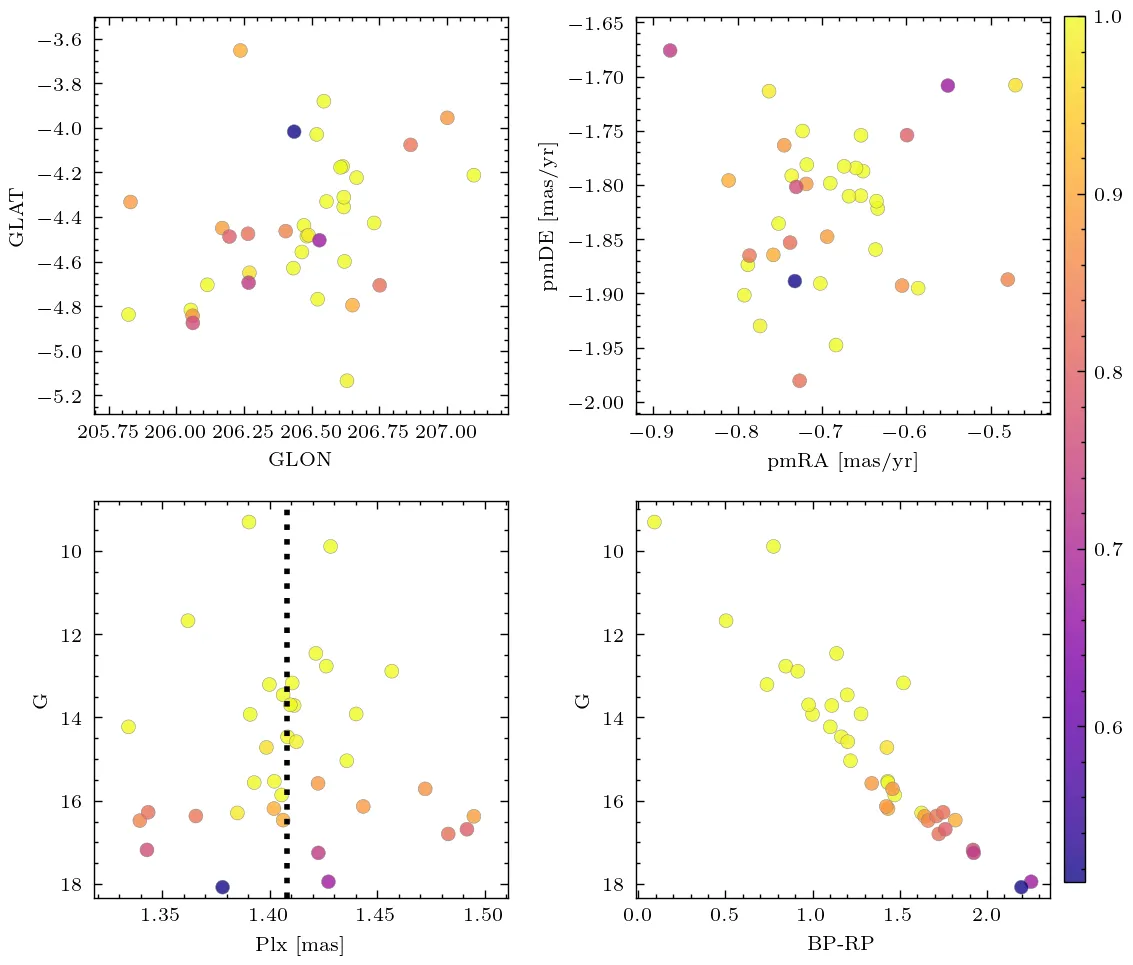 −3.6
−3.8
−4.0
−4.2
−4.4
−4.6
−4.8
−5.0
−5.2
GLAT
205.75 206.00 206.25 206.50 206.75 207.00
GLON
−1.65
−1.70
−1.75
−1.80
−1.85
−1.90
−1.95
−2.00
pmDE [mas/yr]
−0.9 −0.8 −0.7 −0.6 −0.5
pmRA [mas/yr]
1.0
0.9
0.8
0.7
0.6
10
12
14
16
18
G
1.35 1.40 1.45 1.50
Plx [mas]
10
12
14
16
18
G
0.0 0.5 1.0 1.5 2.0
BP-RP